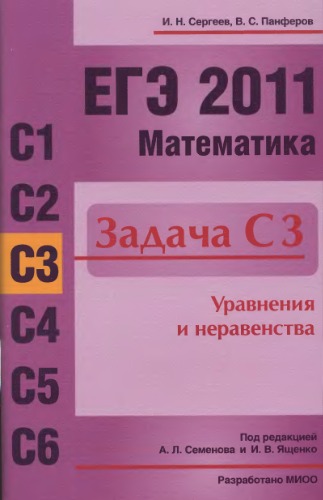 И. Н. Сергеев, В. С. Панферов
ЕГЭ 2011
Математика
С1
С2
С3
С4
С5
С6
Задача С3
Уравнения
и неравенства
Под редакцией
А. Л. Семенова и И. В. Ященко
Разработано МИОО